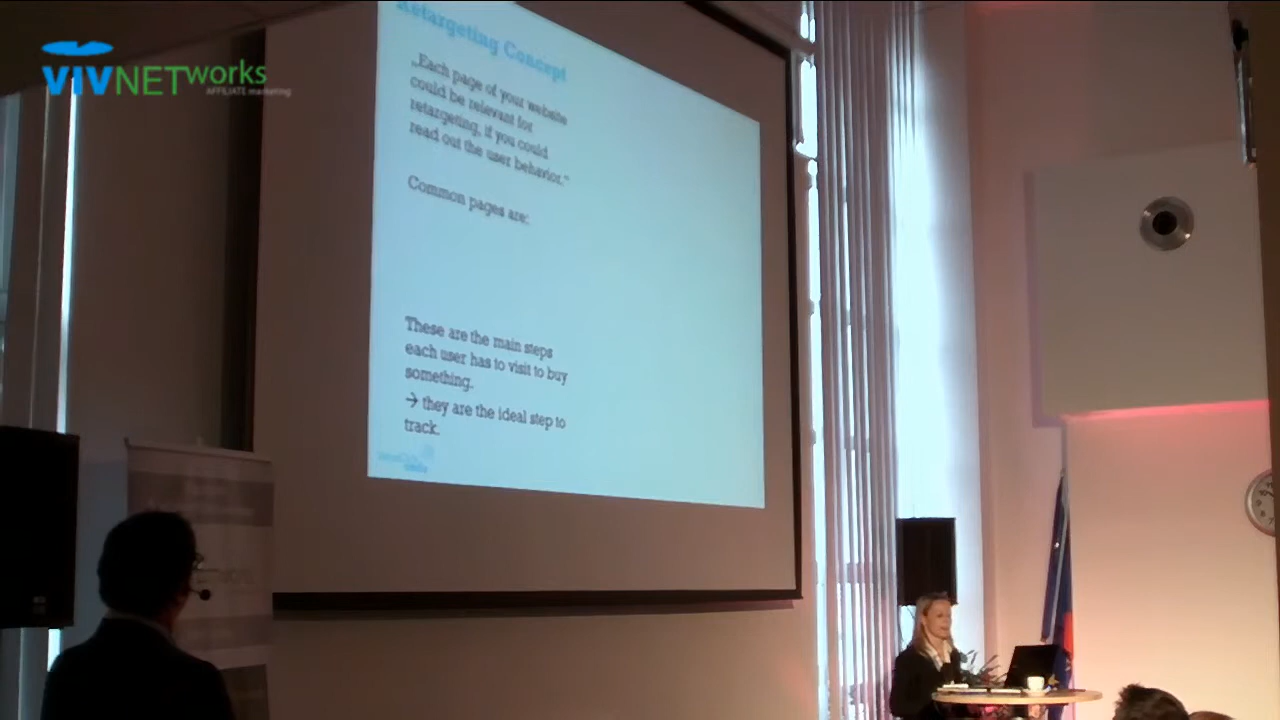 VIVNETworks
AFFILIATE marketing
Retargeting Concept
„Each page of your website
could be relevant for
retargeting, if you could
read out the user behavior."
Common pages are:
These are the main steps
each user has to visit to buy
something.
→ they are the ideal step to
track.